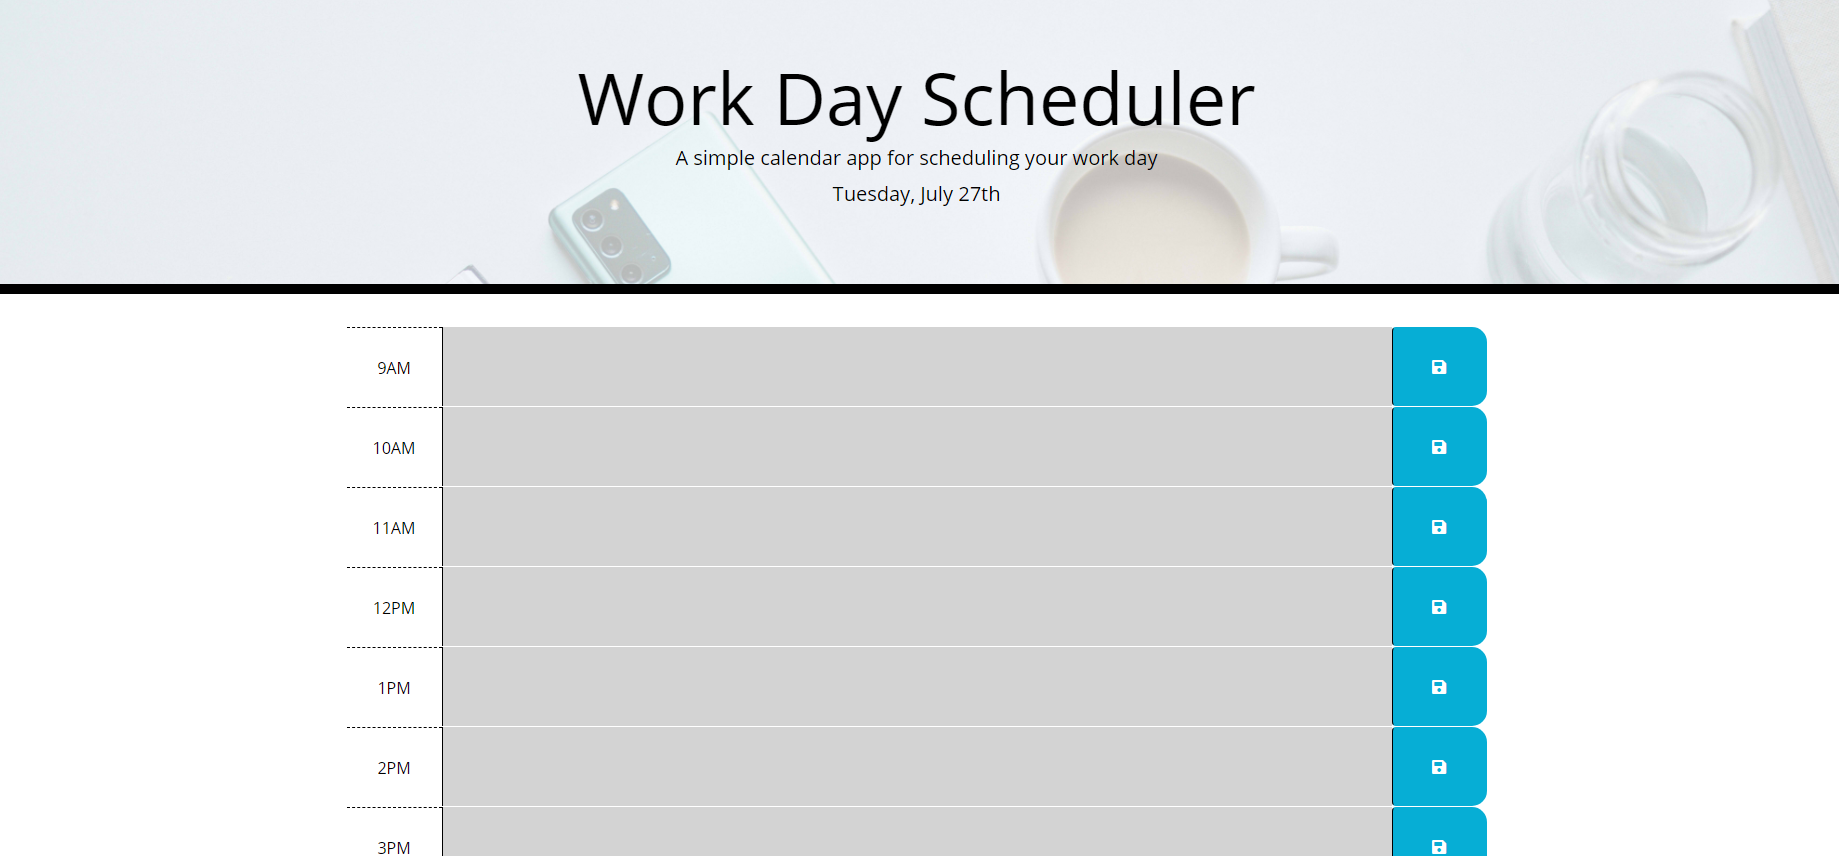 Work Day Scheduler
A simple calendar app for scheduling your work day
Tuesday, July 27th
9AM
10AM
11AM
12PM
1PM
2PM
3PM